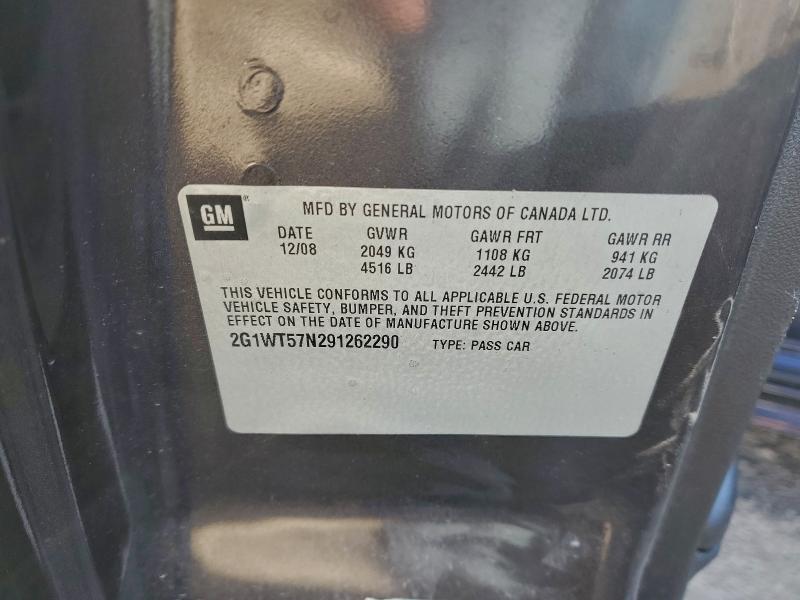 GM® MFD BY GENERAL MOTORS OF CANADA LTD.
DATE GVWR GAWR FRT GAWR RR
12/08 2049 KG 1108 KG 941 KG
4516 LB 2442 LB 2074 LB
THIS VEHICLE CONFORMS TO ALL APPLICABLE U.S. FEDERAL MOTOR
VEHICLE SAFETY, BUMPER, AND THEFT PREVENTION STANDARDS IN
EFFECT ON THE DATE OF MANUFACTURE SHOWN ABOVE.
2G1WT57N291262290 TYPE: PASS CAR